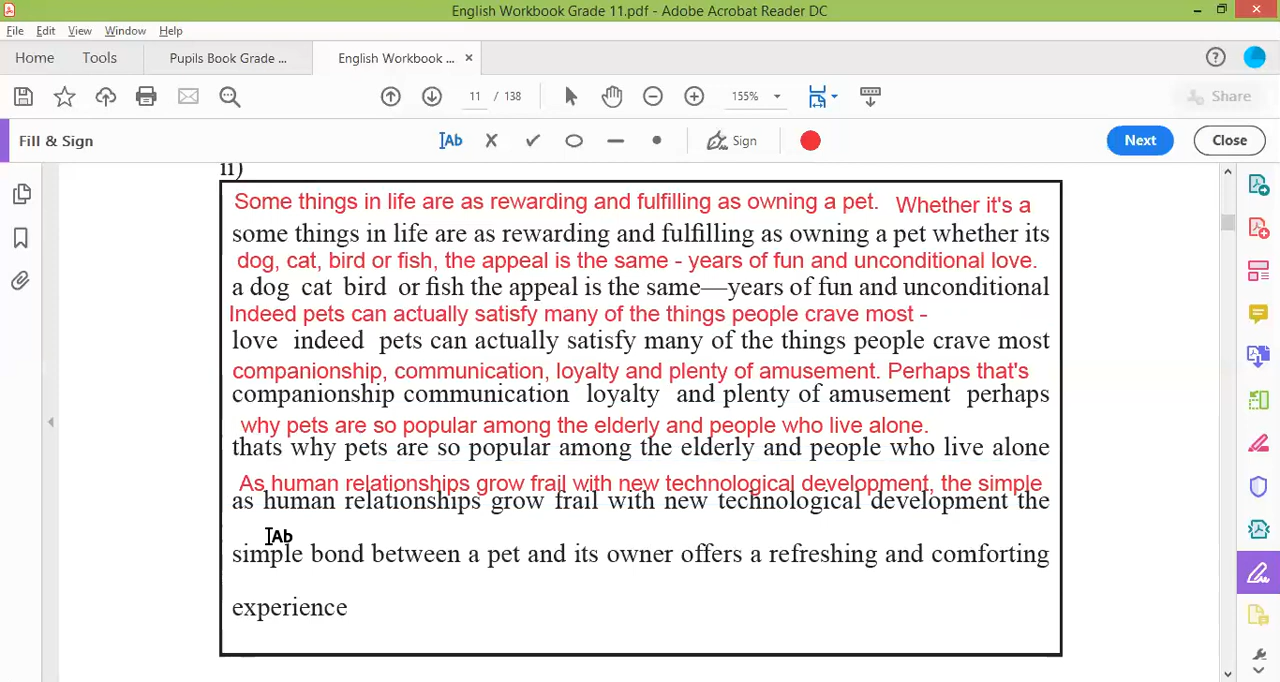 English Workbook Grade 11.pdf - Adobe Acrobat Reader DC
File Edit View Window Help
Home Tools Pupils Book Grade ... English Workbook ... ×
11 / 138 155% Share
Fill & Sign Ab Sign Next Close
ii)
Some things in life are as rewarding and fulfilling as owning a pet. Whether it's a
some things in life are as rewarding and fulfilling as owning a pet whether its
dog, cat, bird or fish, the appeal is the same - years of fun and unconditional love.
a dog cat bird or fish the appeal is the same—years of fun and unconditional
Indeed pets can actually satisfy many of the things people crave most -
love indeed pets can actually satisfy many of the things people crave most
companionship, communication, loyalty and plenty of amusement. Perhaps that's
companionship communication loyalty and plenty of amusement perhaps
why pets are so popular among the elderly and people who live alone.
thats why pets are so popular among the elderly and people who live alone
As human relationships grow frail with new technological development, the simple
as human relationships grow frail with new technological development the
Ab
simple bond between a pet and its owner offers a refreshing and comforting
experience